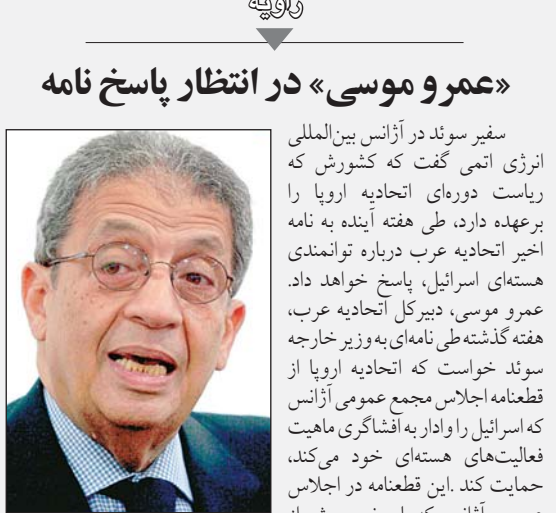 زاویه
«عمرو موسی» در انتظار پاسخ نامه
سفیر سوئد در آژانس بین‌المللی
انرژی اتمی گفت که کشورش که
ریاست دوره‌ای اتحادیه اروپا را
برعهده دارد، طی هفته آینده به نامه
اخیر اتحادیه عرب درباره توانمندی
هسته‌ای اسرائیل، پاسخ خواهد داد.
عمرو موسی، دبیرکل اتحادیه عرب،
هفته گذشته طی نامه‌ای به وزیر خارجه
سوئد خواست که اتحادیه اروپا از
قطعنامه اجلاس مجمع عمومی آژانس
که اسرائیل را وادار به افشاگری ماهیت
فعالیت‌های هسته‌ای خود می‌کند،
حمایت کند .این قطعنامه در اجلاس